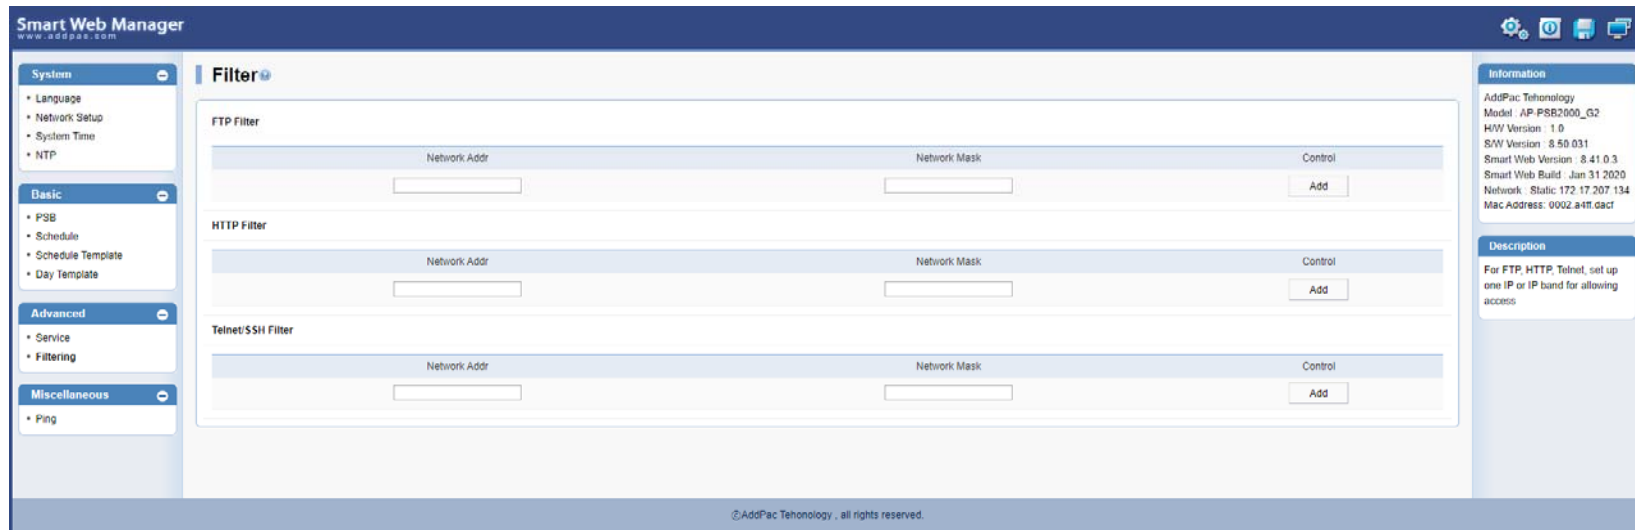 Smart Web Manager
www.addpac.com
System
Language
Network Setup
System Time
NTP
Basic
PSB
Schedule
Schedule Template
Day Template
Advanced
Service
Filtering
Miscellaneous
Ping
Filter
FTP Filter
Network Addr Network Mask Control
Add
HTTP Filter
Network Addr Network Mask Control
Add
Telnet/SSH Filter
Network Addr Network Mask Control
Add
Information
AddPac Tehonology
Model : AP-PSB2000_G2
H/W Version : 1.0
S/W Version : 8.50.031
Smart Web Version : 8.41.0.3
Smart Web Build : Jan 31 2020
Network : Static 172.17.207.134
Mac Address: 0002.a4ff.dacf
Description
For FTP, HTTP, Telnet, set up
one IP or IP band for allowing
access
ⓒAddPac Tehonology , all rights reserved.